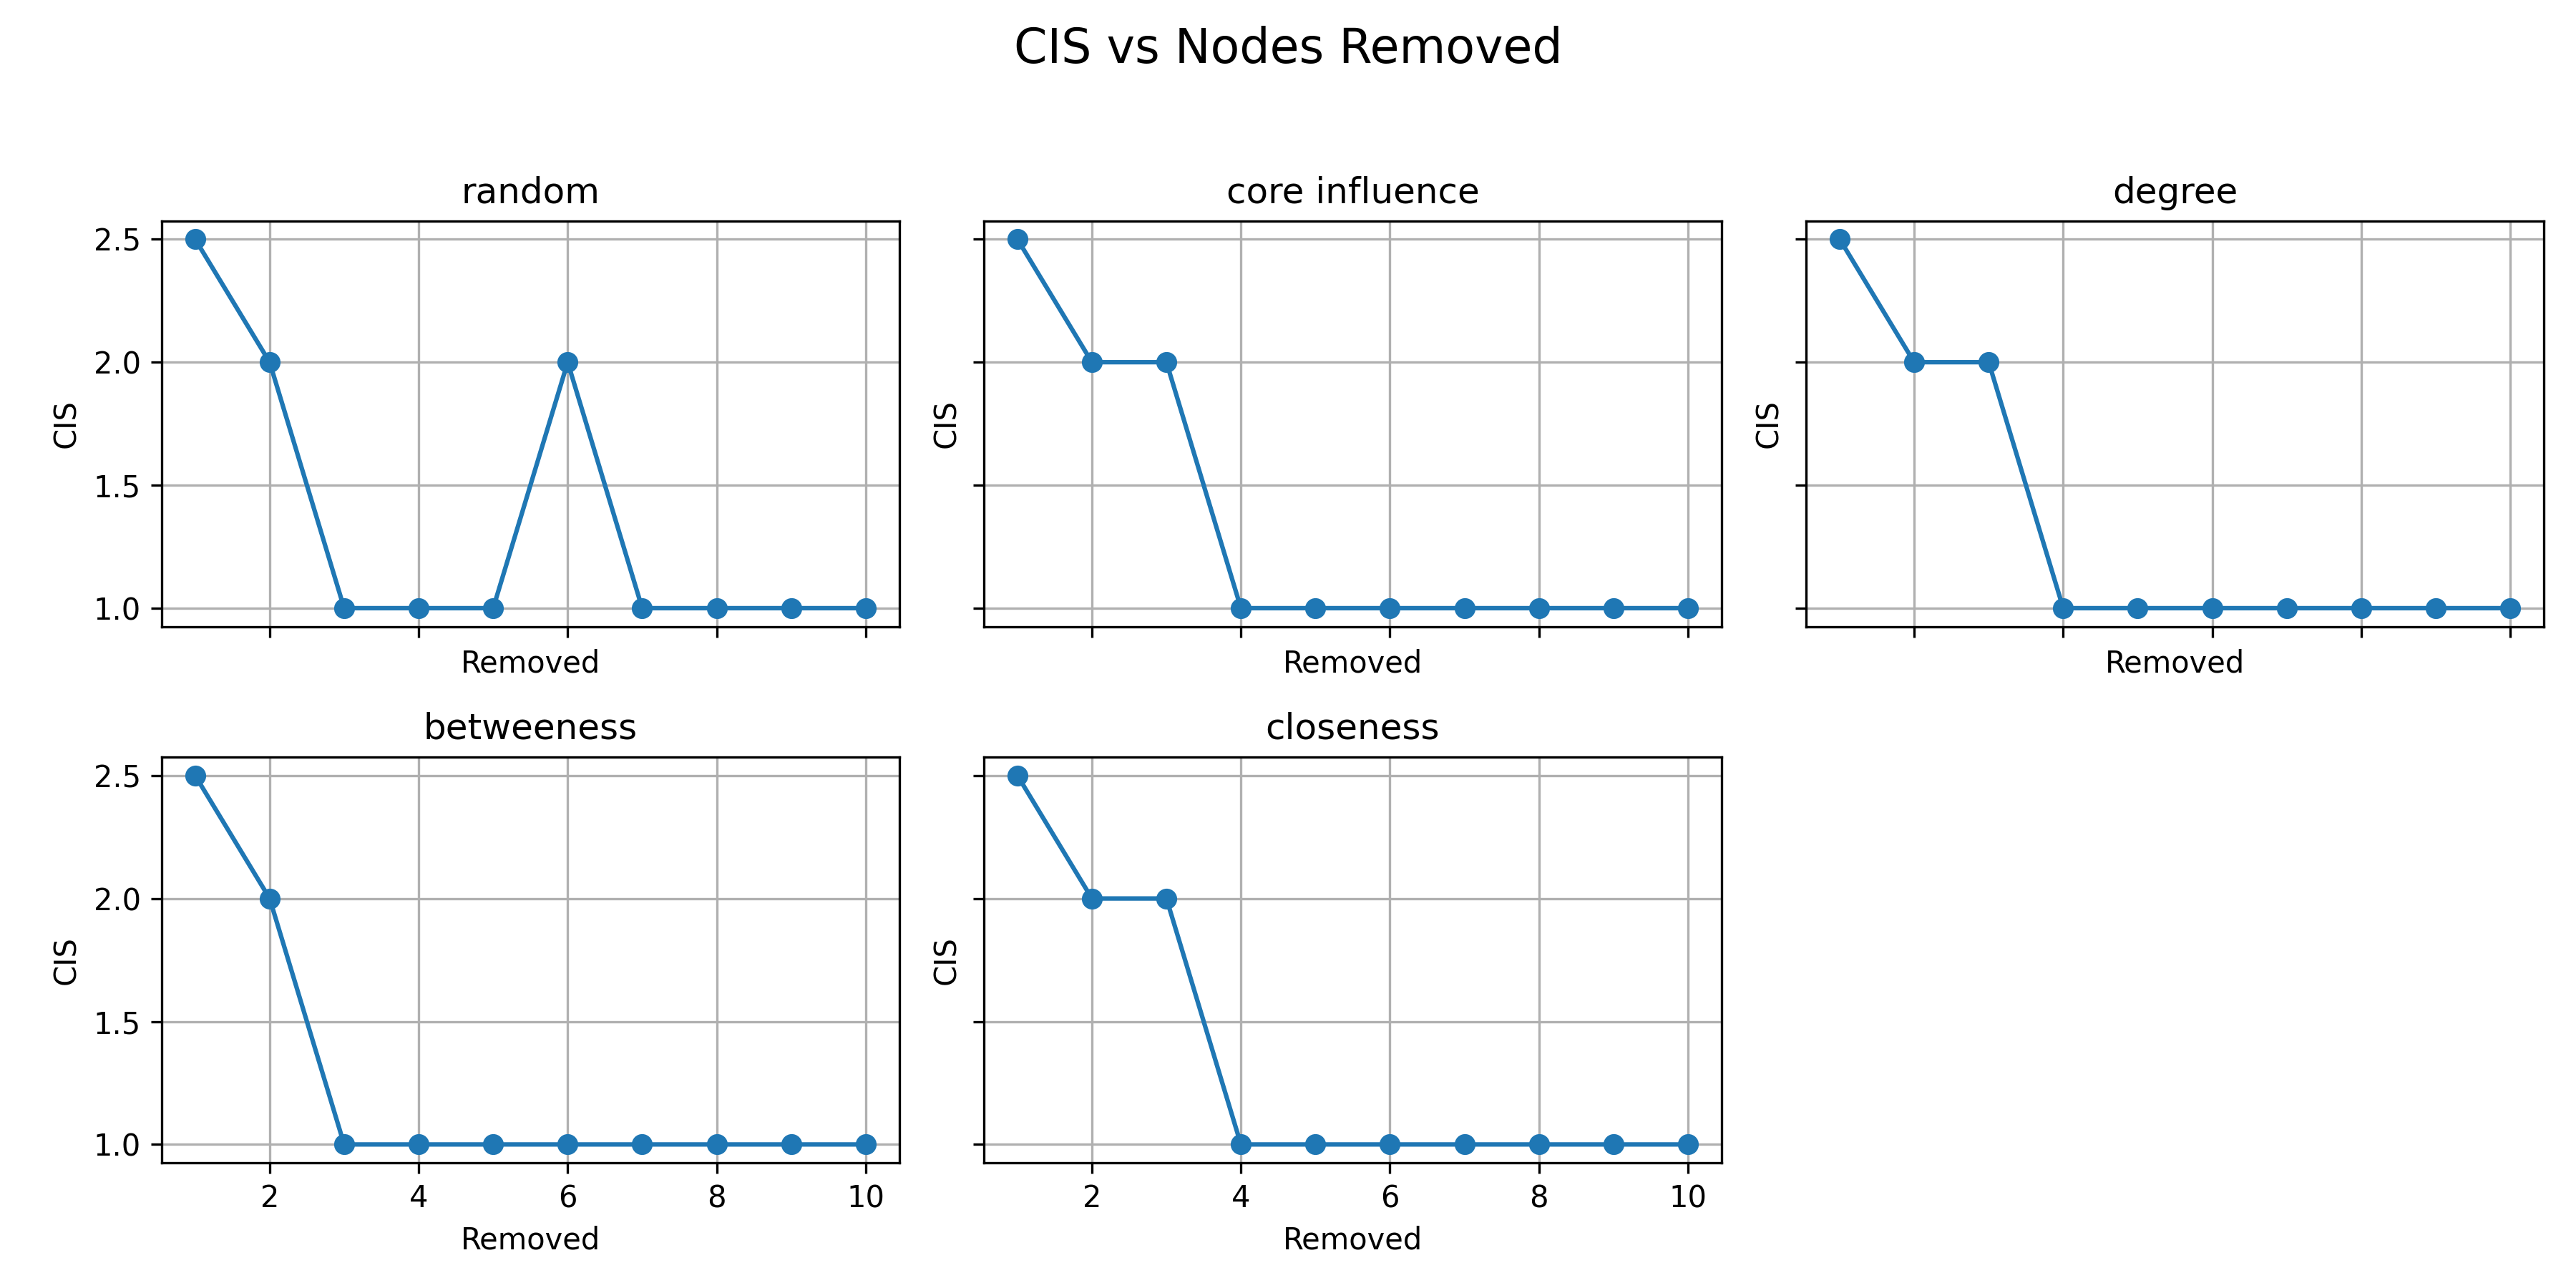 CIS vs Nodes Removed
random
core influence
degree
2.5
2.0
1.5
1.0
CIS
CIS
CIS
Removed
Removed
Removed
betweeness
closeness
2.5
2.0
1.5
1.0
CIS
CIS
2 4 6 8 10
2 4 6 8 10
Removed
Removed